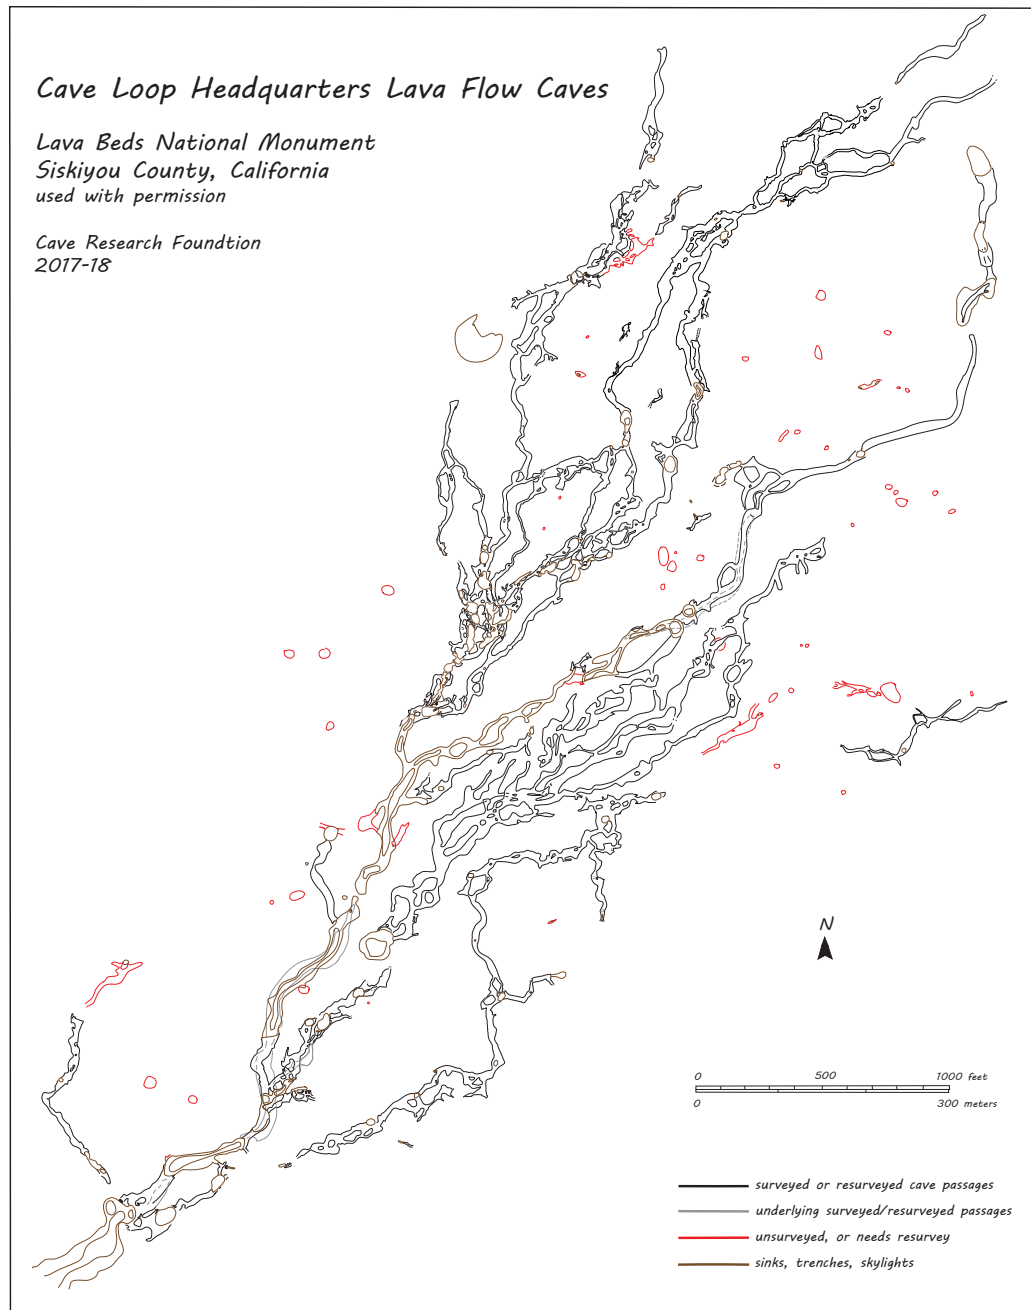 Cave Loop Headquarters Lava Flow Caves
Lava Beds National Monument
Siskiyou County, California
used with permission
Cave Research Foundtion
2017-18
N
0 500 1000 feet
0 300 meters
surveyed or resurveyed cave passages
underlying surveyed/resurveyed passages
unsurveyed, or needs resurvey
sinks, trenches, skylights